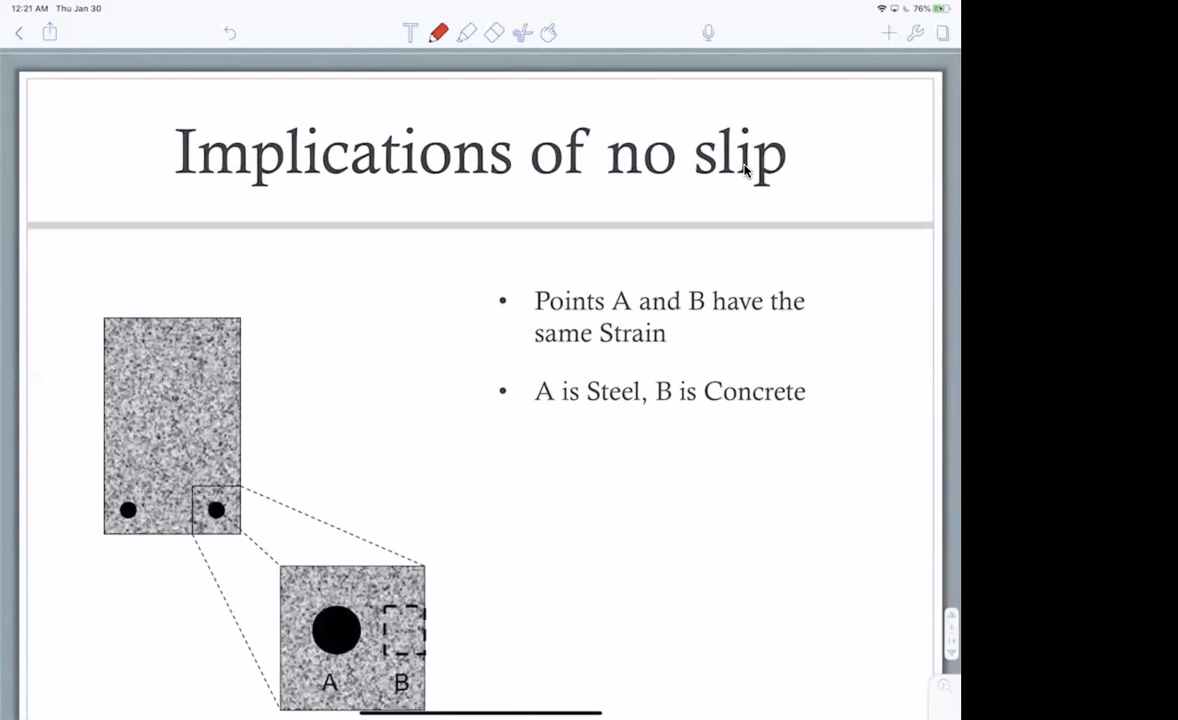 12:21 AM Thu Jan 30
76%
T
Implications of no slip
• Points A and B have the
same Strain
• A is Steel, B is Concrete
A B